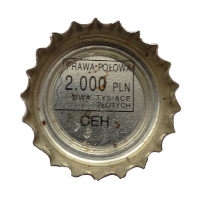 PRAWA POŁOWA
2.000 PLN
DWA TYSIĄCE
ZŁOTYCH
CEH